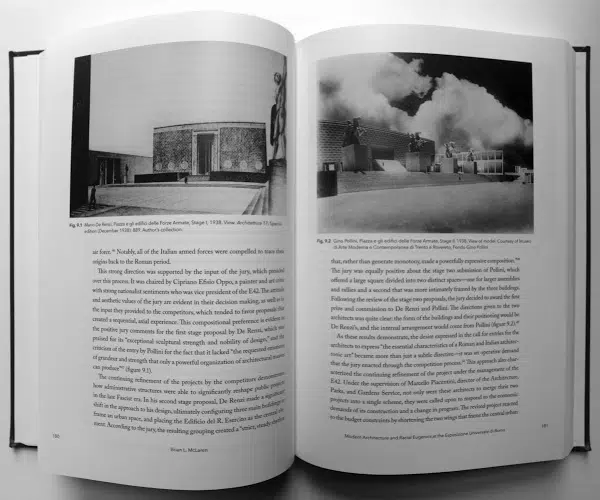 Fig. 9.1 Mario De Renzi, Piazza e gli edifici delle Forze Armate, Stage I, 1938. View. Architettura 17, Special
edition (December 1938): 889. Author's collection.
air force. Notably, all of the Italian armed forces were compelled to trace their
origins back to the Roman period.
This strong direction was supported by the input of the jury, which presided
over this process. It was chaired by Cipriano Efisio Oppo, a painter and art critic
with strong nationalist sentiments who was vice president of the E42. The attitudes
and aesthetic values of the jury are evident in their decision making, as well as in
the input they provided to the competitors, which tended to favor proposals that
created a sequential, axial experience. This compositional preference is evident in
the positive jury comments for the first stage proposal by De Renzi, which was
praised for its "exceptional sculptural strength and nobility of design," and the
criticism of the entry by Pollini for the fact that it lacked "the requested sensation
of grandeur and strength that only a powerful organization of architectural masses
can produce" (figure 9.1).
The continuing refinement of the projects by the competitors demonstrates
how administrative structures were able to significantly reshape public projects
in the late Fascist era. In his second stage proposal, De Renzi made a significant
shift in the approach to his design, ultimately configuring three main buildings to
frame an urban space, and placing the Edificio del R. Esercito as the central ele-
ment. According to the jury, the resulting grouping created a "strict, sturdy rhythm
180
Brian L. McLaren
Fig. 9.2 Gino Pollini, Piazza e gli edifici delle Forze Armate, Stage II, 1938. View of model. Courtesy of Museo
di Arte Moderna e Contemporanea di Trento e Rovereto, Fondo Gino Pollini
that, rather than generate monotony, made a powerfully expressive composition."
The jury was equally positive about the stage two submission of Pollini, which
offered a large square divided into two distinct spaces—one for larger assemblies
and rallies and a second that was more intimately framed by the three buildings.
Following the review of the stage two proposals, the jury decided to award the first
prize and commission to De Renzi and Pollini. The directions given to the two
architects was quite clear: the form of the buildings and their positioning would be
De Renzi's, and the internal arrangement would come from Pollini (figure 9.2).
As these results demonstrate, the desire expressed in the call for entries for the
architects to express "the essential characteristics of a Roman and Italian architec-
tonic art" became more than just a subtle direction—it was an operative demand
that the jury enacted through the competition process. This approach also char-
acterized the continuing refinement of the project under the management of the
E42. Under the supervision of Marcello Piacentini, director of the Architecture,
Parks, and Gardens Service, not only were these architects to merge their two
projects into a single scheme, they were called upon to respond to the economic
demands of its construction and a change in program. The revised project reacted
to the budget constraints by shortening the two wings that frame the central urban
Modern Architecture and Racial Eugenics at the Esposizione Universale di Roma
181